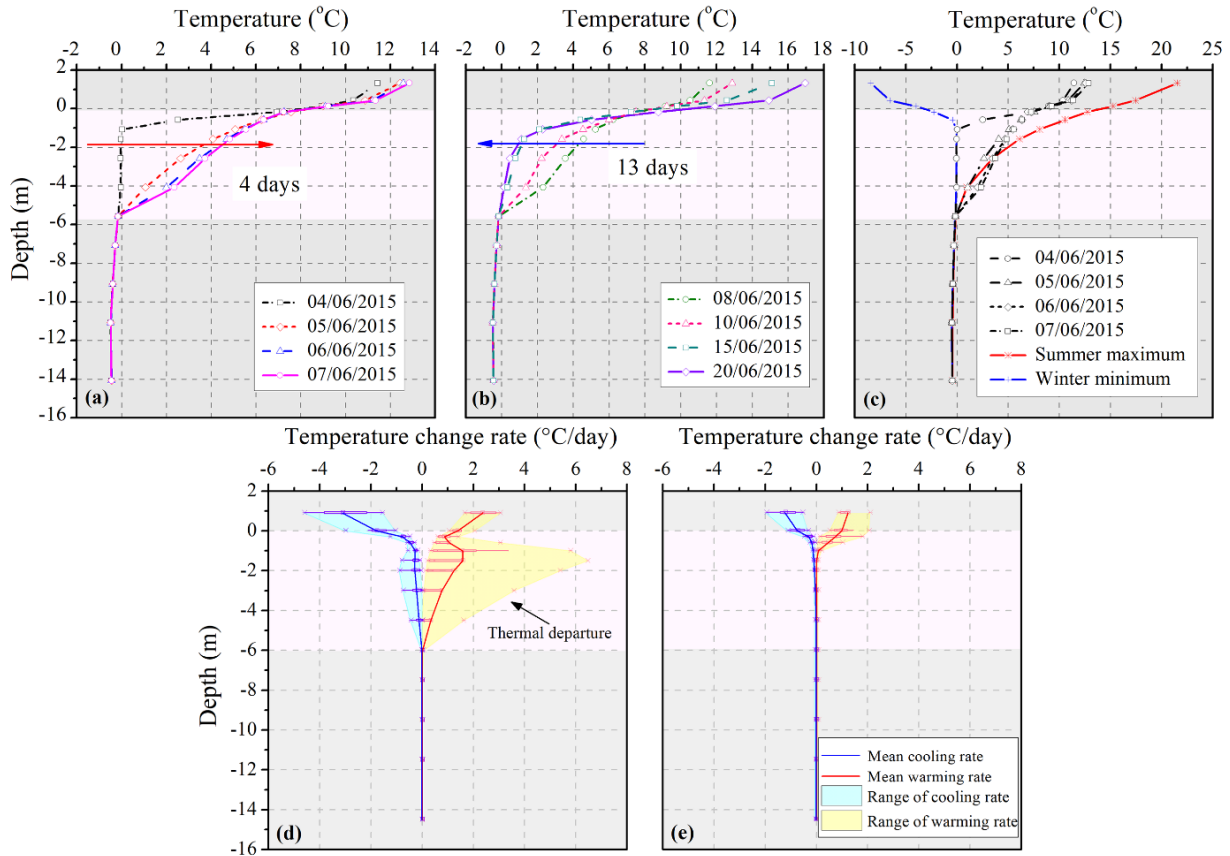 Temperature (°C) Temperature (°C) Temperature (°C)
-2 0 2 4 6 8 10 12 14 -2 0 2 4 6 8 10 12 14 16 18 -10 -5 0 5 10 15 20 25
2
0
-2
-4
-6
-8
-10
-12
-14
-16
Depth (m)
4 days
04/06/2015
05/06/2015
06/06/2015
07/06/2015
(a)
13 days
08/06/2015
10/06/2015
15/06/2015
20/06/2015
(b)
04/06/2015
05/06/2015
06/06/2015
07/06/2015
Summer maximum
Winter minimum
(c)
Temperature change rate (°C/day) Temperature change rate (°C/day)
-6 -4 -2 0 2 4 6 8 -6 -4 -2 0 2 4 6 8
2
0
-2
-4
-6
-8
-10
-12
-14
-16
Depth (m)
Thermal departure
(d)
Mean cooling rate
Mean warming rate
Range of cooling rate
Range of warming rate
(e)